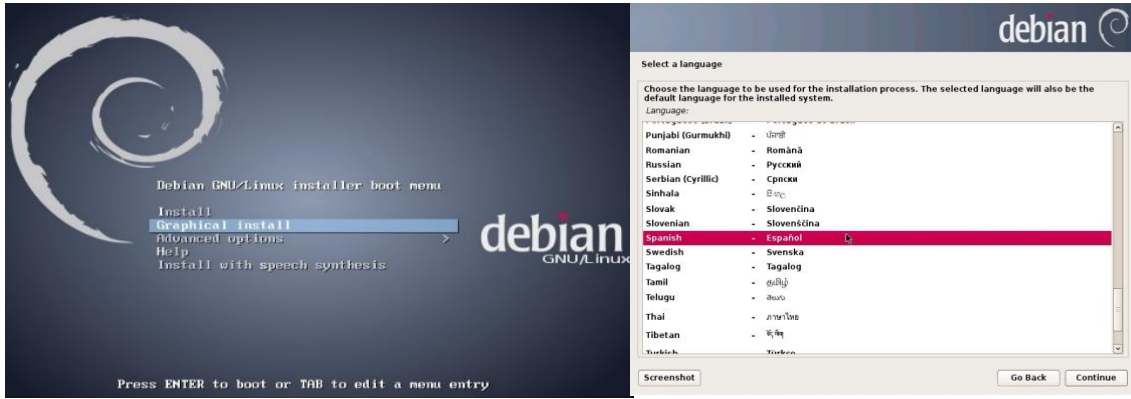 Debian GNU/Linux installer boot menu
Install
Graphical install
Advanced options >
Help
Install with speech synthesis
debian
GNU/Linux
Press ENTER to boot or TAB to edit a menu entry
debian
Select a language
Choose the language to be used for the installation process. The selected language will also be the
default language for the installed system.
Language:
Punjabi (Gurmukhi) - ਪੰਜਾਬੀ
Romanian - Română
Russian - Русский
Serbian (Cyrillic) - Српски
Sinhala - සිංහල
Slovak - Slovenčina
Slovenian - Slovenščina
Spanish - Español
Swedish - Svenska
Tagalog - Tagalog
Tamil - தமிழ்
Telugu - తెలుగు
Thai - ภาษาไทย
Tibetan -
Turkish - Türkçe
Screenshot
Go Back
Continue